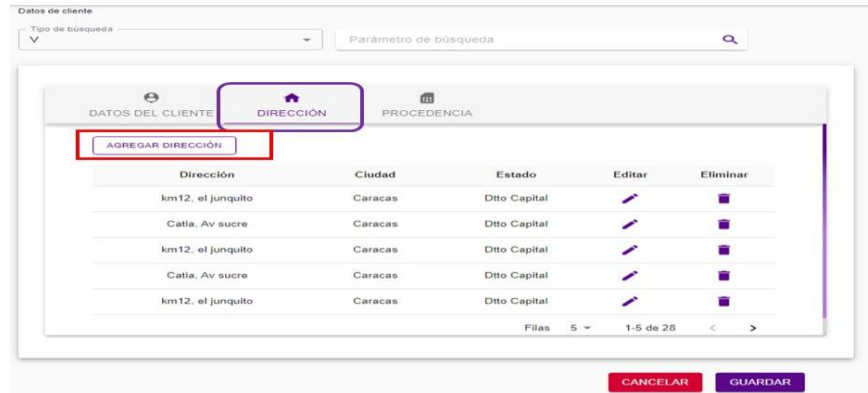 Datos de cliente
Tipo de búsqueda
V
Parámetro de búsqueda
DATOS DEL CLIENTE DIRECCIÓN PROCEDENCIA
AGREGAR DIRECCIÓN
Dirección Ciudad Estado Editar Eliminar
km12, el junquito Caracas Dtto Capital
Catia, Av sucre Caracas Dtto Capital
km12, el junquito Caracas Dtto Capital
Catia, Av sucre Caracas Dtto Capital
km12, el junquito Caracas Dtto Capital
Filas 5 1-5 de 28 < >
CANCELAR GUARDAR